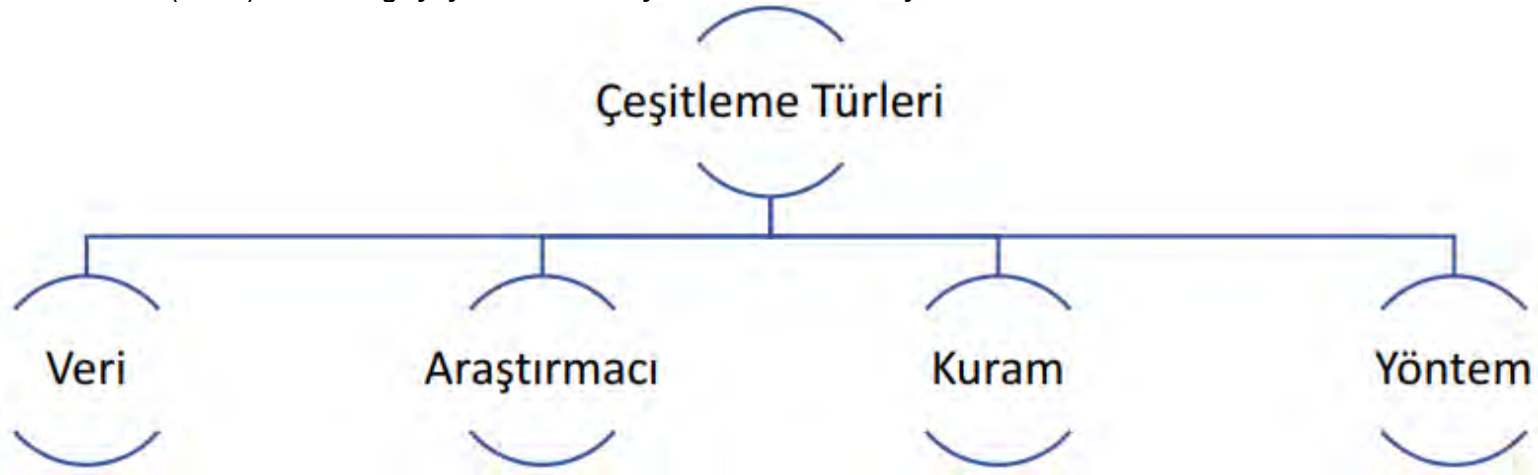 Çeşitleme Türleri
Veri
Araştırmacı
Kuram
Yöntem